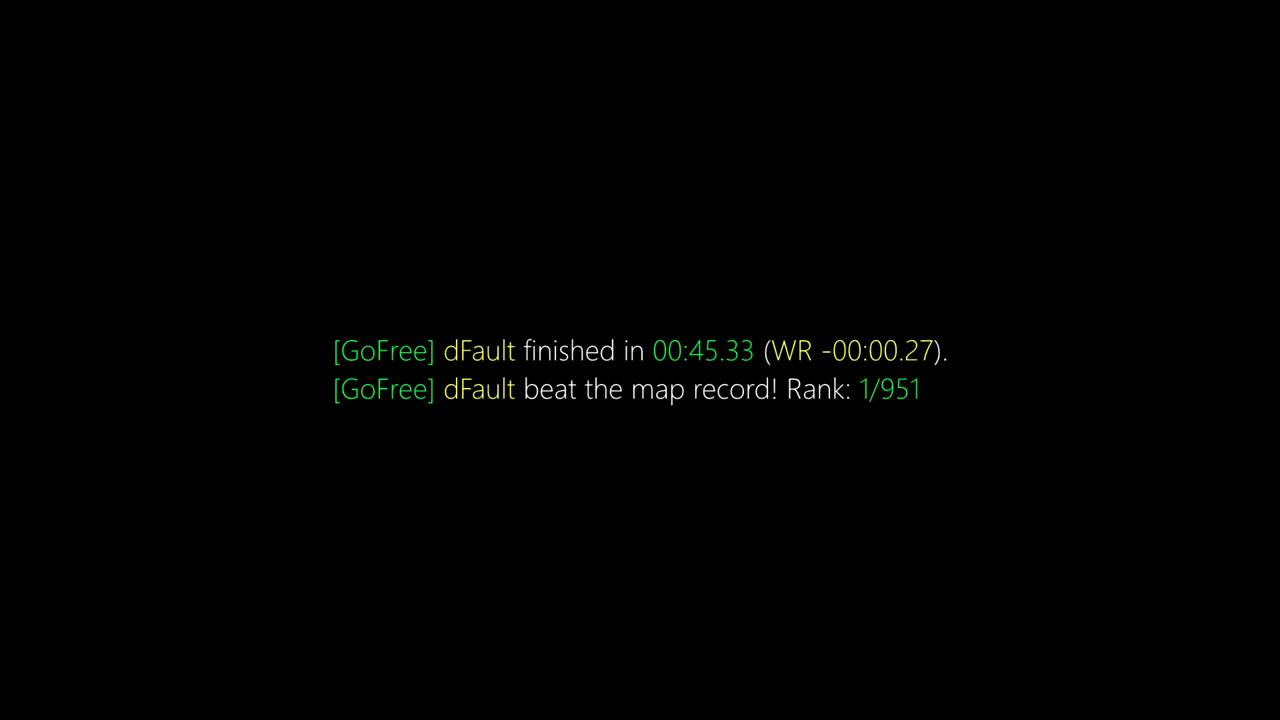 [GoFree] dFault finished in 00:45.33 (WR -00:00.27).
[GoFree] dFault beat the map record! Rank: 1/951